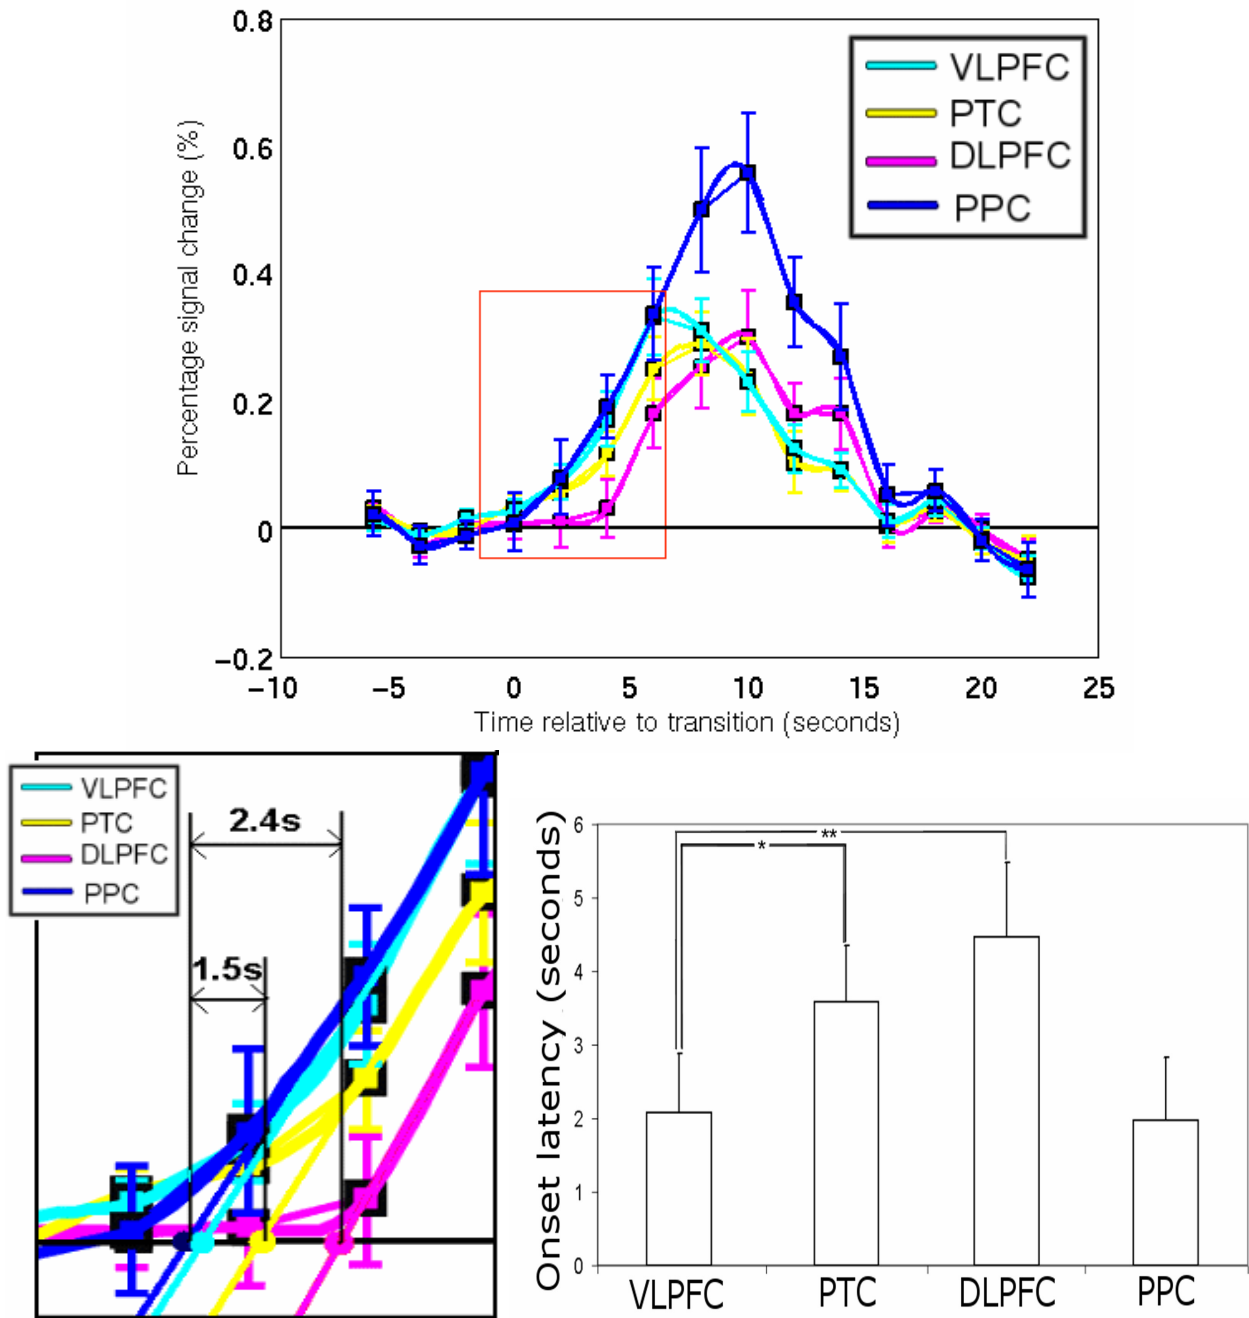 0.8
0.6
0.4
0.2
0
−0.2
−10 −5 0 5 10 15 20 25
Percentage signal change (%)
Time relative to transition (seconds)
VLPFC
PTC
DLPFC
PPC
VLPFC
PTC
DLPFC
PPC
2.4s
1.5s
Onset latency (seconds)
6
5
4
3
2
1
0
**
*
VLPFC PTC DLPFC PPC